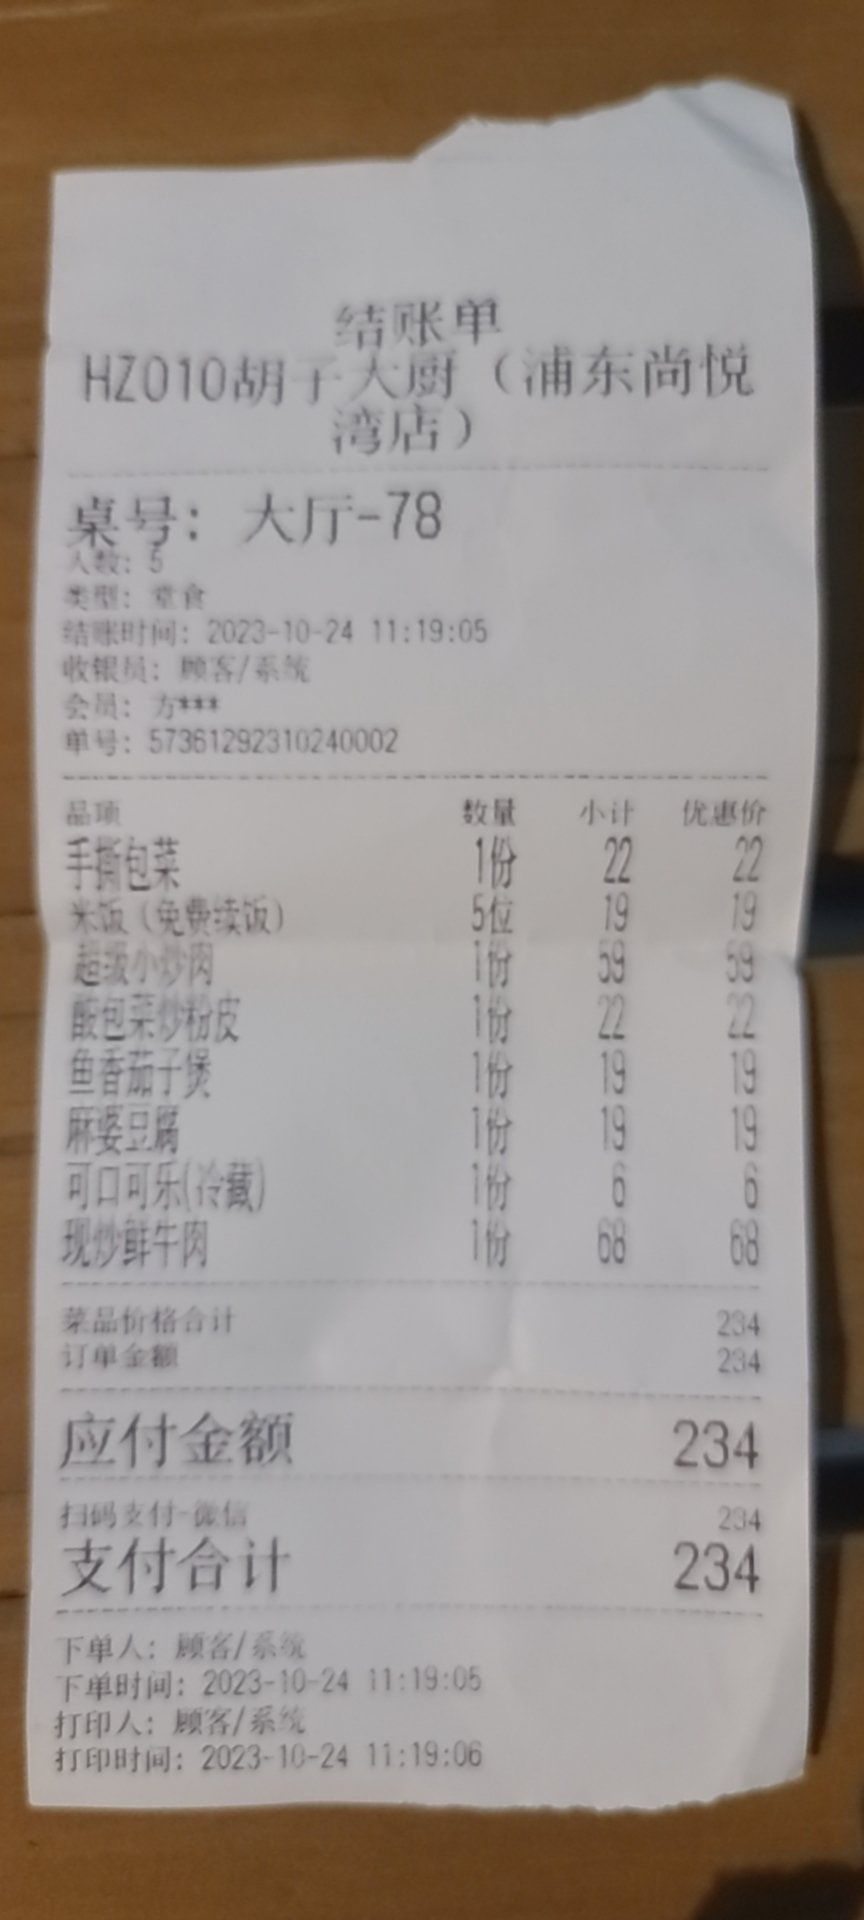 结账单
HZ010胡子大厨（浦东尚悦
湾店）
桌号：大厅-78
人数：5
类型：堂食
结账时间：2023-10-24 11:19:05
收银员：顾客/系统
会员：方***
单号：57361292310240002
品项 数量 小计 优惠价
手撕包菜 1份 22 22
米饭（免费续饭） 5位 19 19
超级小炒肉 1份 59 59
酸包菜炒粉皮 1份 22 22
鱼香茄子煲 1份 19 19
麻婆豆腐 1份 19 19
可口可乐(冷藏) 1份 6 6
现炒鲜牛肉 1份 68 68
菜品价格合计 234
订单金额 234
应付金额 234
扫码支付-微信 234
支付合计 234
下单人：顾客/系统
下单时间：2023-10-24 11:19:05
打印人：顾客/系统
打印时间：2023-10-24 11:19:06